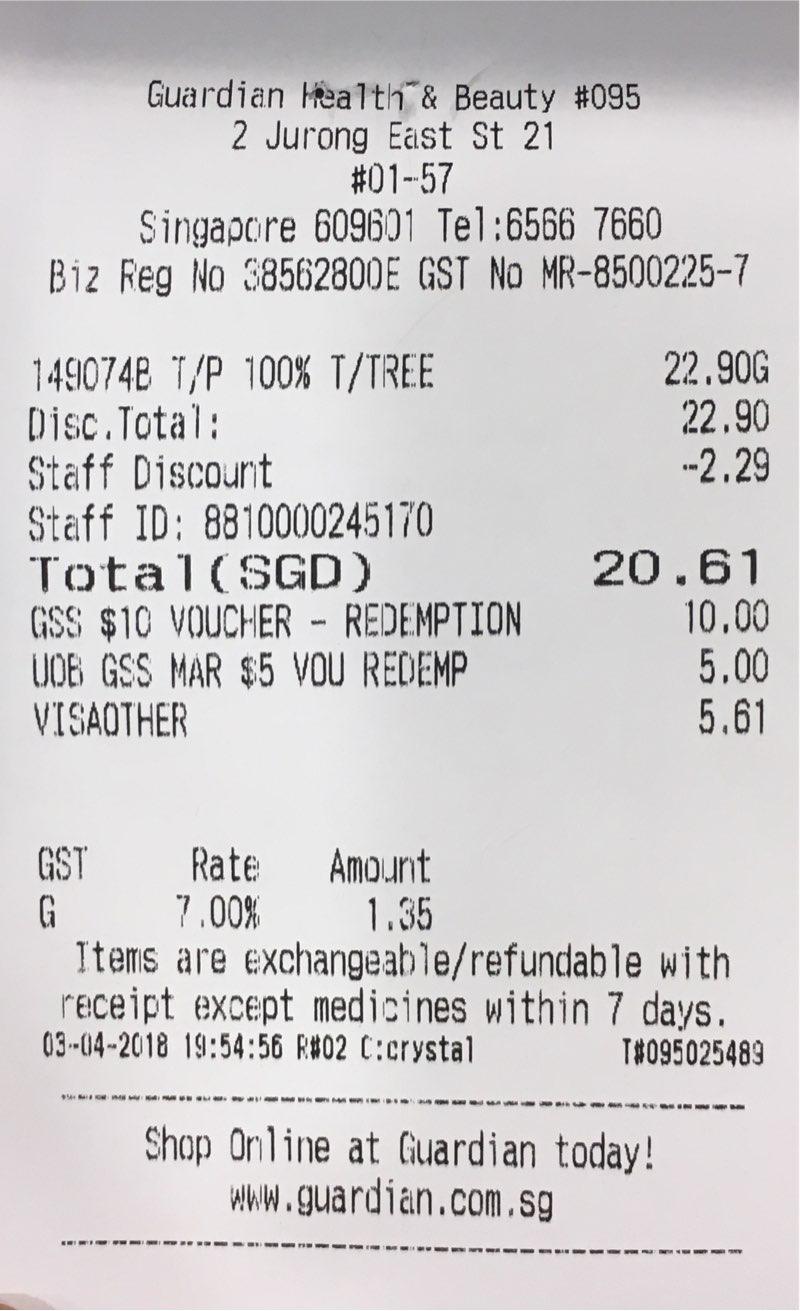 Guardian Health & Beauty #095
2 Jurong East St 21
#01-57
Singapore 609601 Tel:6566 7660
Biz Reg No 38562800E GST No MR-8500225-7
1490748 T/P 100% T/TREE 22.90G
Disc.Total: 22.90
Staff Discount -2.29
Staff ID: 8810000245170
Total(SGD) 20.61
GSS $10 VOUCHER - REDEMPTION 10.00
UOB GSS MAR $5 VOU REDEMP 5.00
VISAOTHER 5.61
GST Rate Amount
G 7.00% 1.35
Items are exchangeable/refundable with
receipt except medicines within 7 days.
03-04-2018 19:54:56 R#02 C:crystal T#095025489
Shop Online at Guardian today!
www.guardian.com.sg